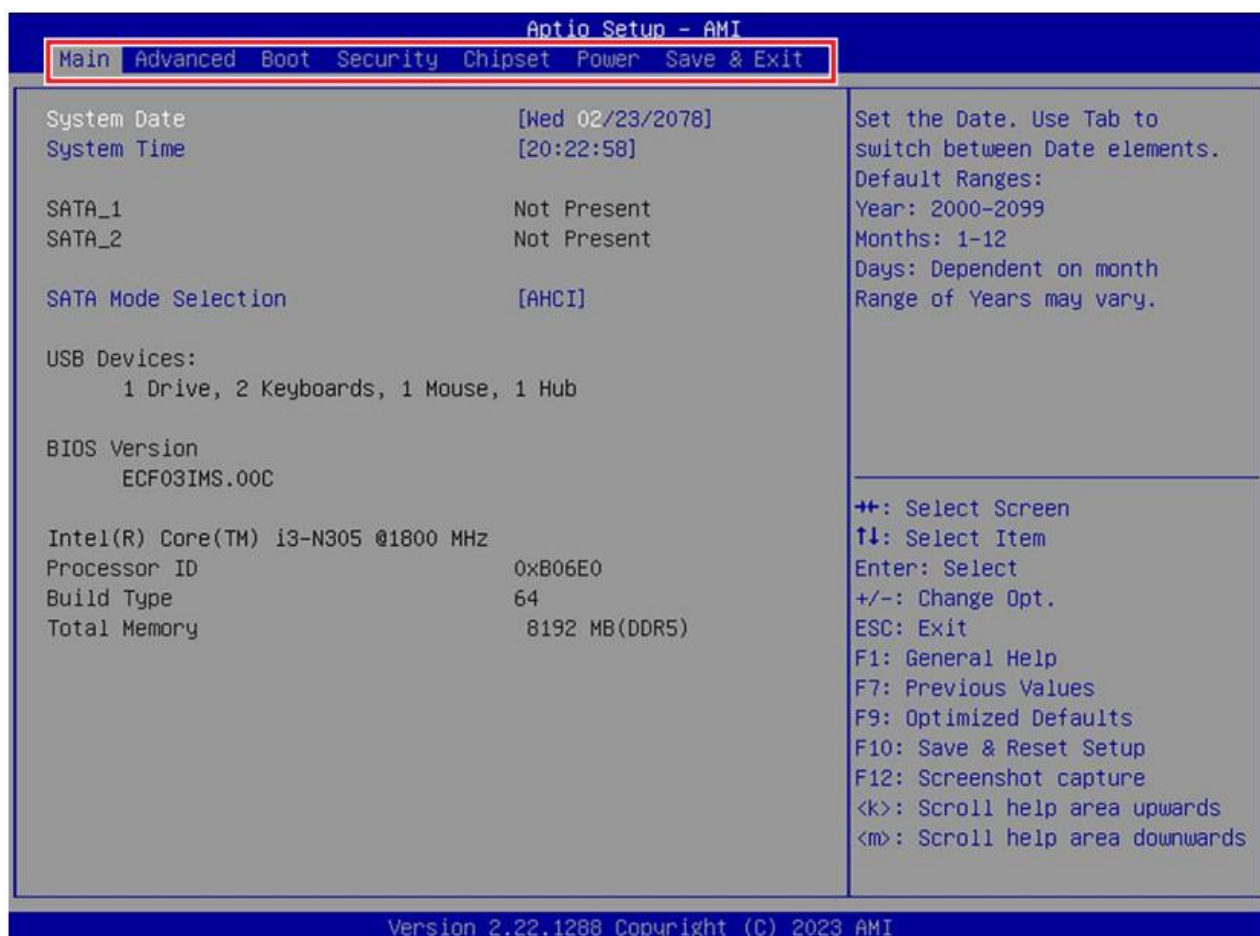 Aptio Setup – AMI
Main Advanced Boot Security Chipset Power Save & Exit
System Date [Wed 02/23/2078]
System Time [20:22:58]
SATA_1 Not Present
SATA_2 Not Present
SATA Mode Selection [AHCI]
USB Devices:
1 Drive, 2 Keyboards, 1 Mouse, 1 Hub
BIOS Version
ECF03IMS.00C
Intel(R) Core(TM) i3-N305 @1800 MHz
Processor ID 0xB06E0
Build Type 64
Total Memory 8192 MB(DDR5)
Set the Date. Use Tab to
switch between Date elements.
Default Ranges:
Year: 2000-2099
Months: 1-12
Days: Dependent on month
Range of Years may vary.
→←: Select Screen
↑↓: Select Item
Enter: Select
+/-: Change Opt.
ESC: Exit
F1: General Help
F7: Previous Values
F9: Optimized Defaults
F10: Save & Reset Setup
F12: Screenshot capture
<k>: Scroll help area upwards
<m>: Scroll help area downwards
Version 2.22.1288 Copyright (C) 2023 AMI